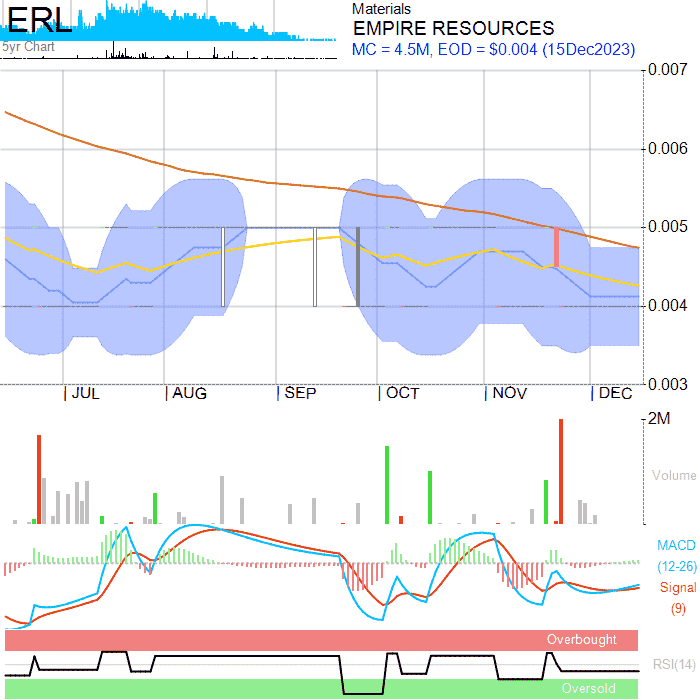 ERL
5yr Chart
Materials
EMPIRE RESOURCES
MC = 4.5M, EOD = $0.004 (15Dec2023)
0.007
0.006
0.005
0.004
0.003
JUL AUG SEP OCT NOV DEC
2M
Volume
MACD
(12-26)
Signal
(9)
Overbought
RSI(14)
Oversold